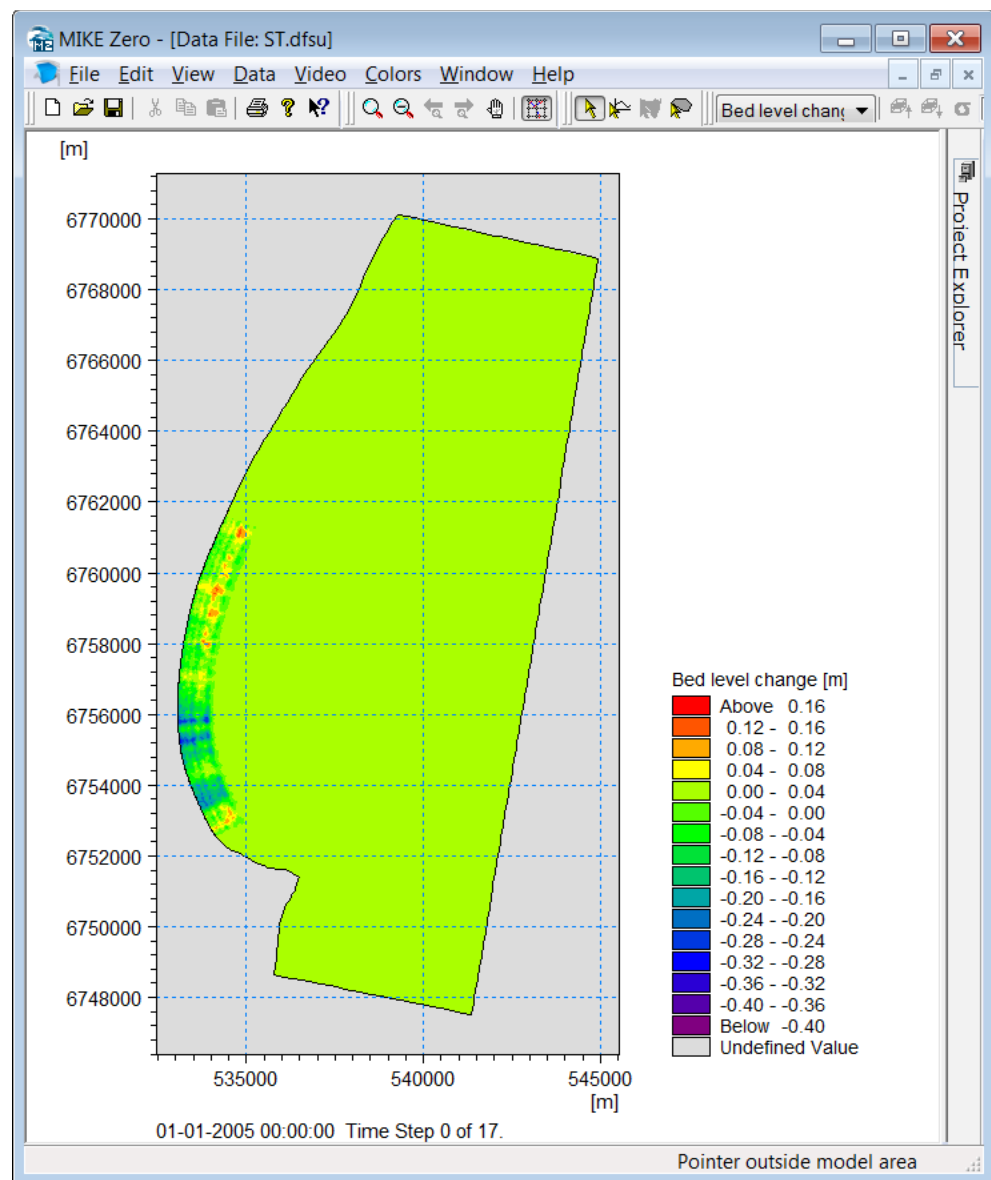 MIKE Zero - [Data File: ST.dfsu]
File Edit View Data Video Colors Window Help
Bed level chang
[m]
6770000
6768000
6766000
6764000
6762000
6760000
6758000
6756000
6754000
6752000
6750000
6748000
535000 540000 545000
[m]
01-01-2005 00:00:00 Time Step 0 of 17.
Project Explorer
Bed level change [m]
Above 0.16
0.12 - 0.16
0.08 - 0.12
0.04 - 0.08
0.00 - 0.04
-0.04 - 0.00
-0.08 - -0.04
-0.12 - -0.08
-0.16 - -0.12
-0.20 - -0.16
-0.24 - -0.20
-0.28 - -0.24
-0.32 - -0.28
-0.36 - -0.32
-0.40 - -0.36
Below -0.40
Undefined Value
Pointer outside model area